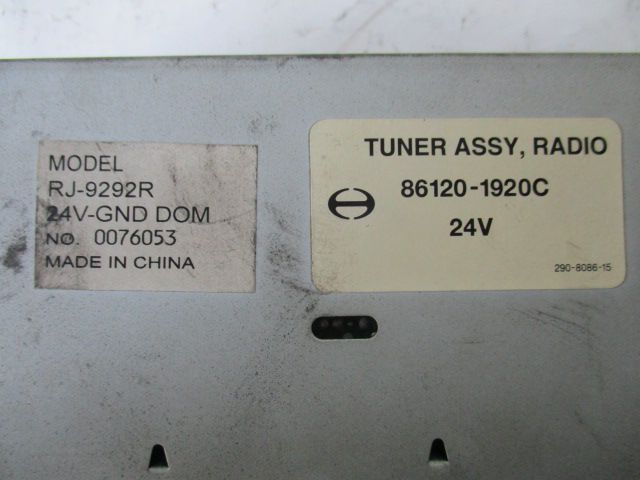 MODEL
RJ-9292R
24V-GND DOM
NO. 0076053
MADE IN CHINA
TUNER ASSY, RADIO
86120-1920C
24V
290-8086-15